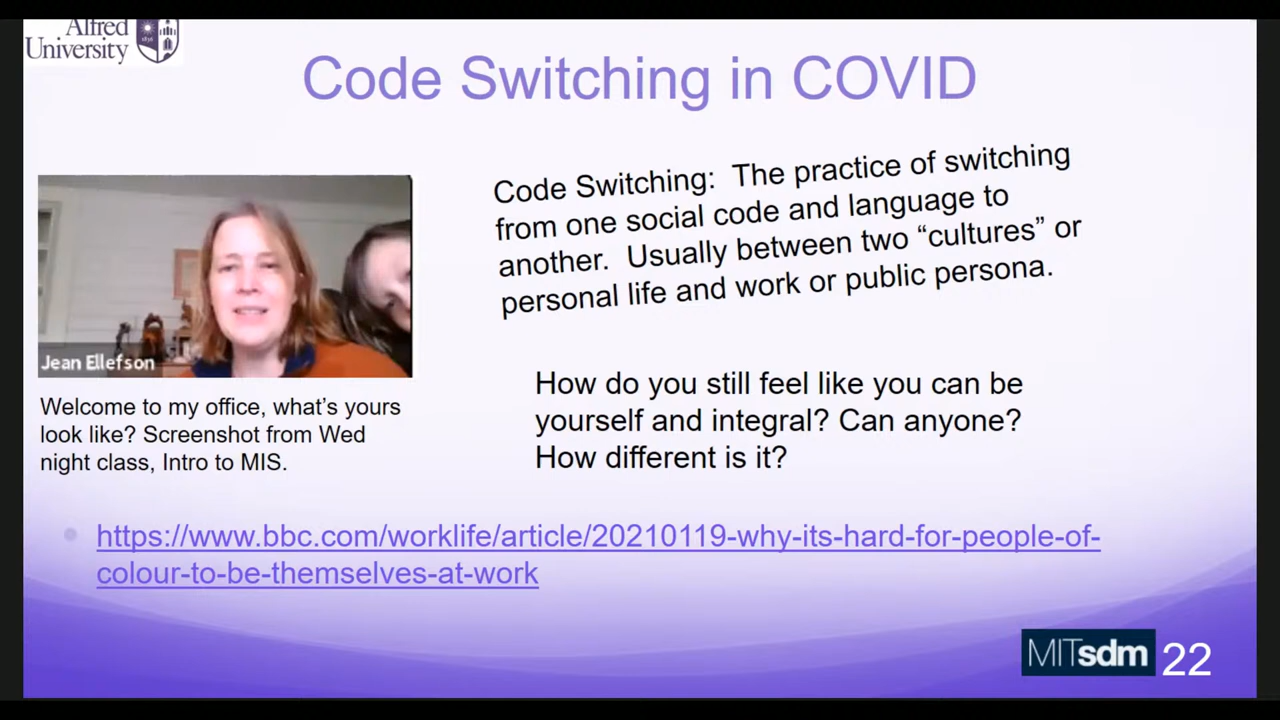 Alfred
University
Code Switching in COVID
Code Switching: The practice of switching
from one social code and language to
another. Usually between two “cultures” or
personal life and work or public persona.
Jean Ellefson
Welcome to my office, what’s yours
look like? Screenshot from Wed
night class, Intro to MIS.
How do you still feel like you can be
yourself and integral? Can anyone?
How different is it?
https://www.bbc.com/worklife/article/20210119-why-its-hard-for-people-of-
colour-to-be-themselves-at-work
MITsdm 22